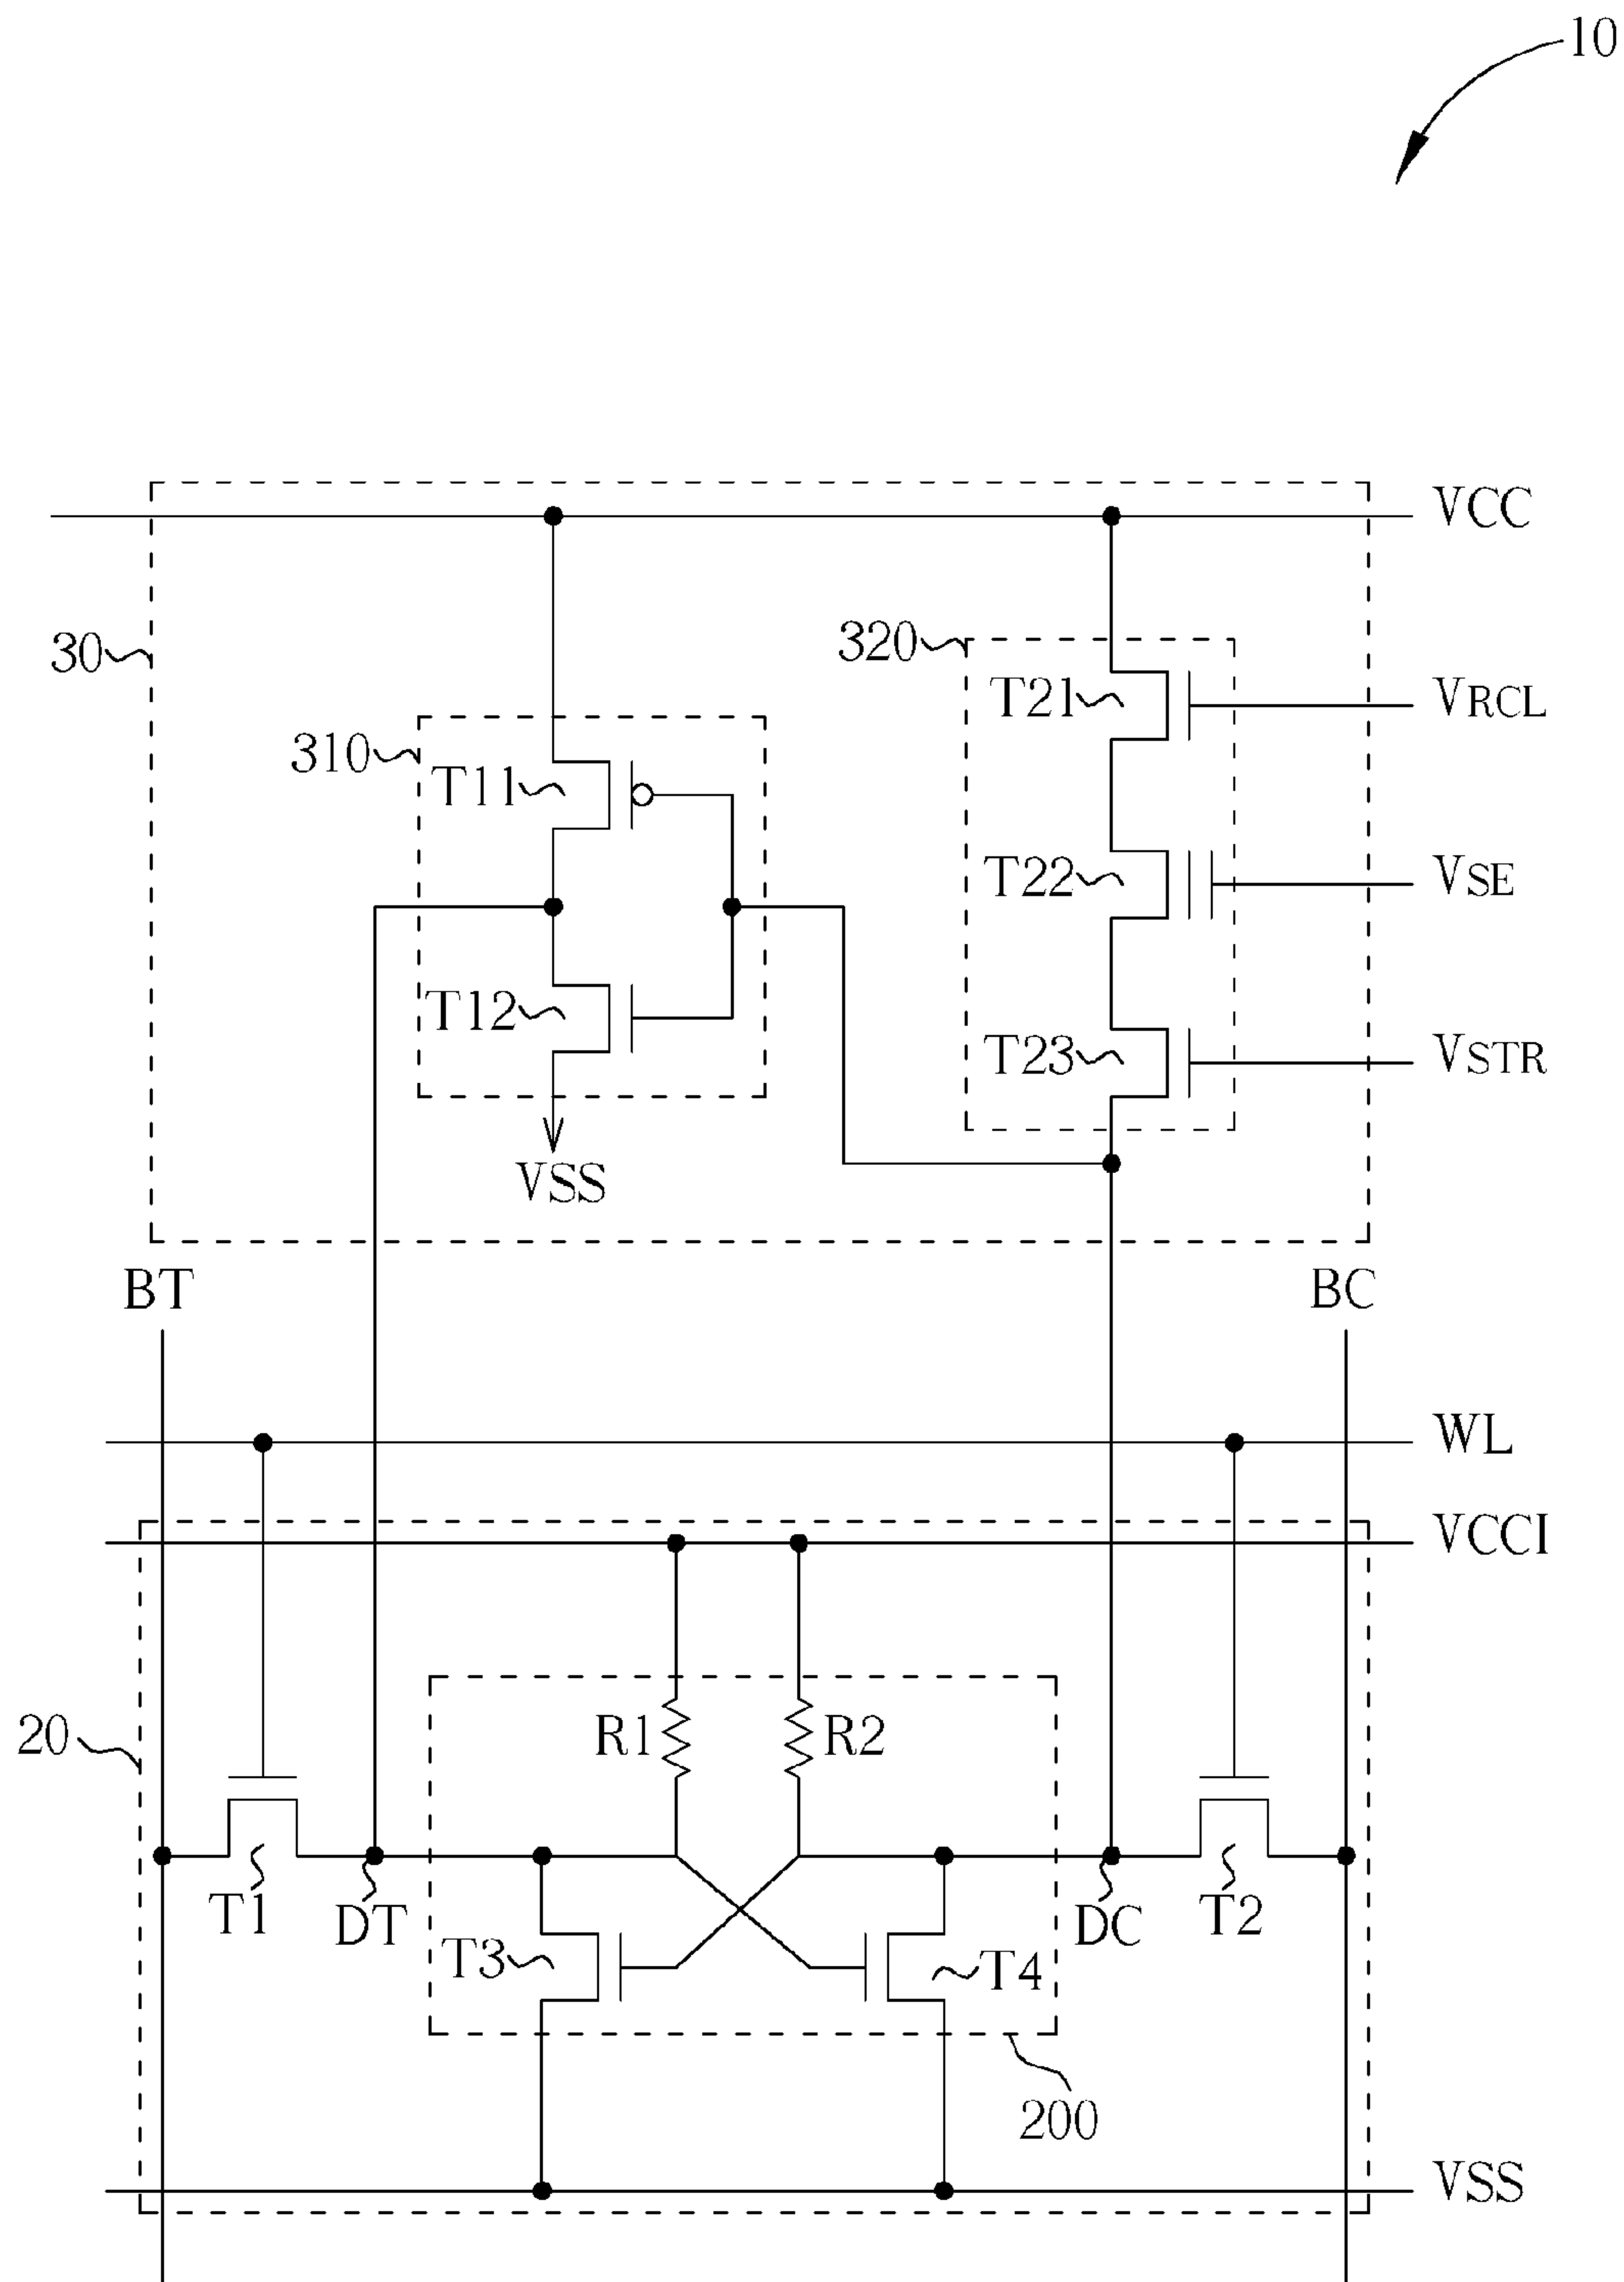 10
VCC
30
320
T21
VRCL
310
T11
T22
VSE
T12
T23
VSTR
VSS
BT
BC
WL
VCCI
20
R1
R2
T1
DT
DC
T2
T3
T4
200
VSS